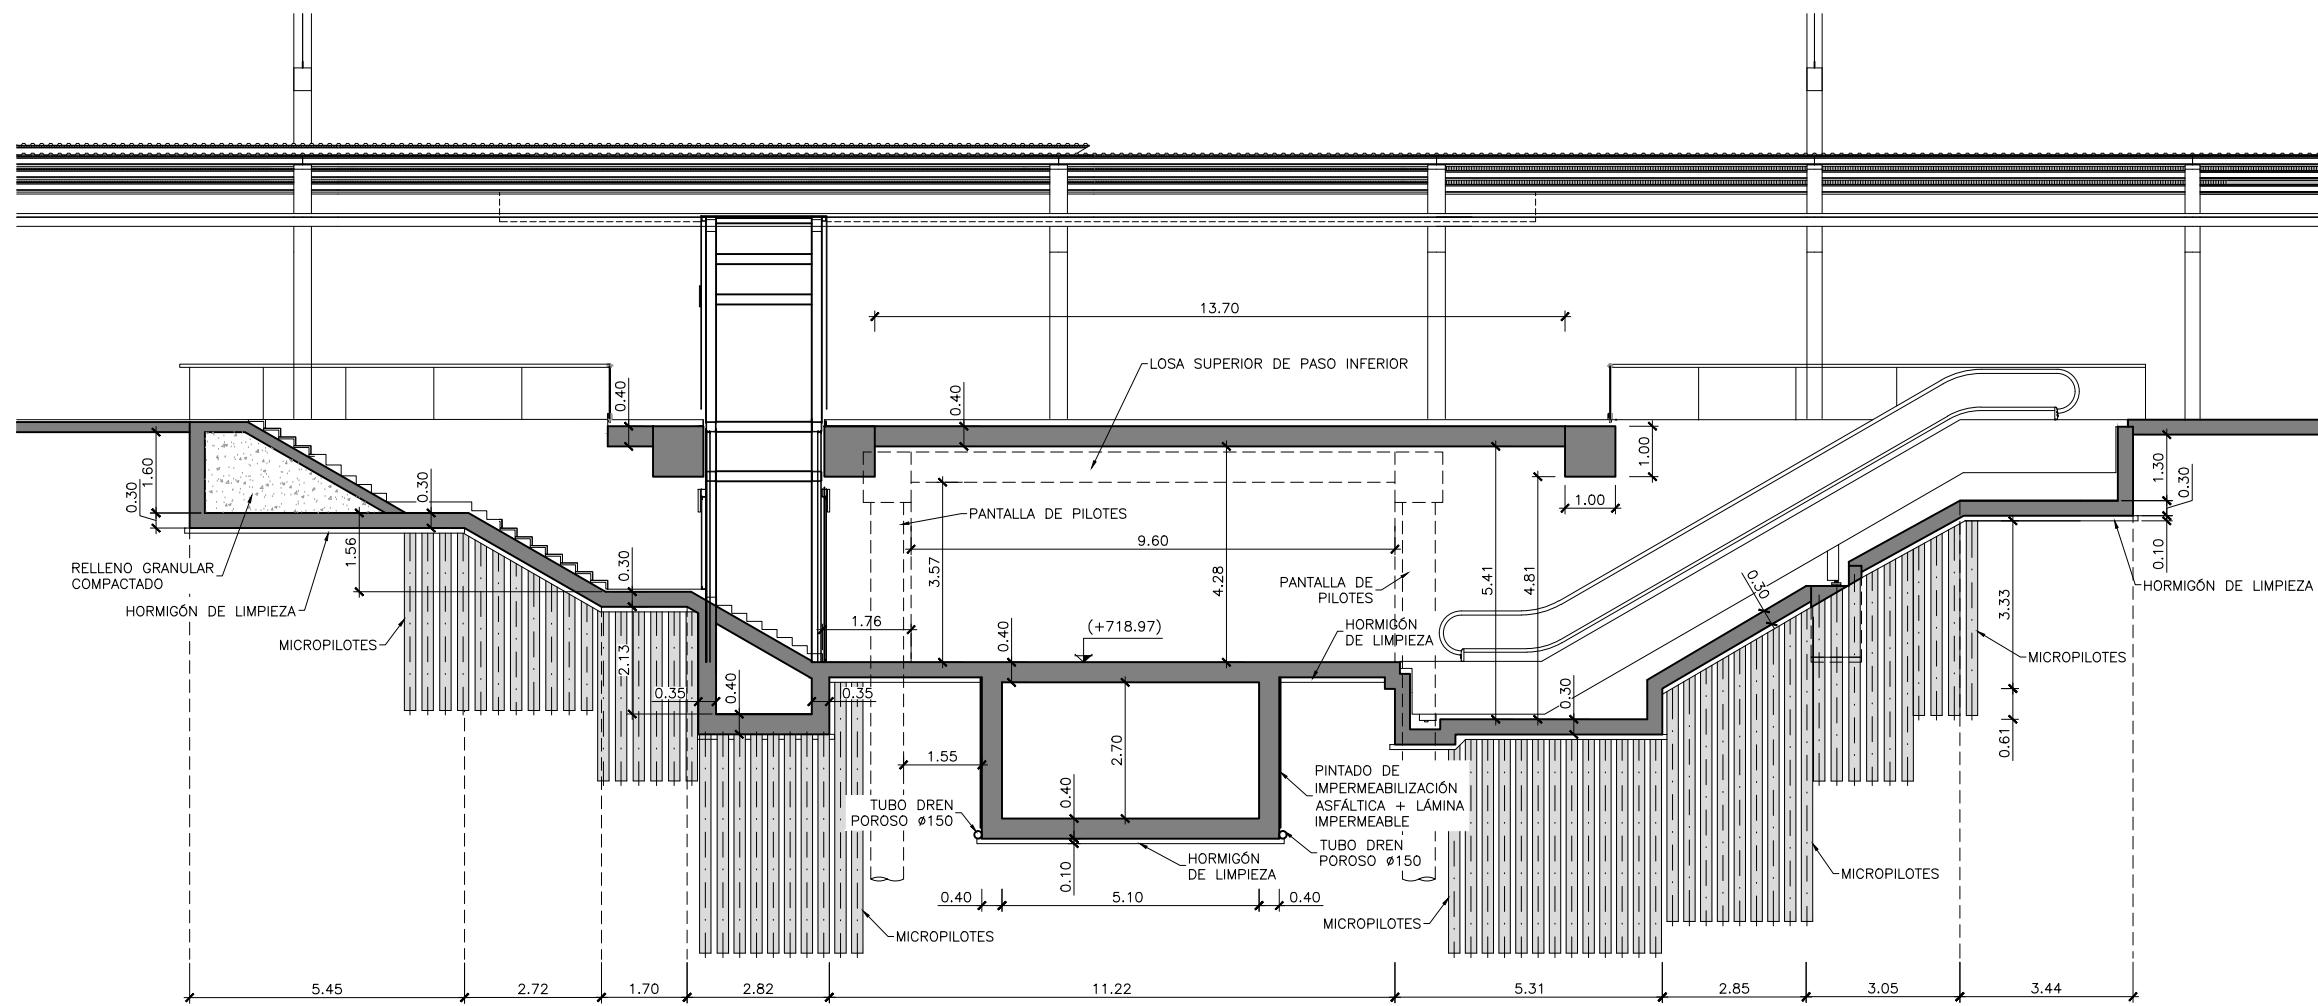 13.70
LOSA SUPERIOR DE PASO INFERIOR
0.40
0.40
1.00
1.60
0.30
0.30
1.30
0.30
1.00
PANTALLA DE PILOTES
9.60
3.57
4.28
5.41
4.81
1.56
RELLENO GRANULAR
COMPACTADO
HORMIGÓN DE LIMPIEZA
MICROPILOTES
0.30
PANTALLA DE
PILOTES
0.30
0.10
HORMIGÓN DE LIMPIEZA
3.33
1.76
(+718.97)
HORMIGÓN
DE LIMPIEZA
0.40
2.13
MICROPILOTES
0.35
0.40
0.35
0.30
0.61
1.55
2.70
0.40
PINTADO DE
IMPERMEABILIZACIÓN
ASFÁLTICA + LÁMINA
IMPERMEABLE
TUBO DREN
POROSO ø150
TUBO DREN
POROSO ø150
HORMIGÓN
DE LIMPIEZA
0.10
MICROPILOTES
0.40
5.10
0.40
MICROPILOTES
MICROPILOTES
5.45
2.72
1.70
2.82
11.22
5.31
2.85
3.05
3.44